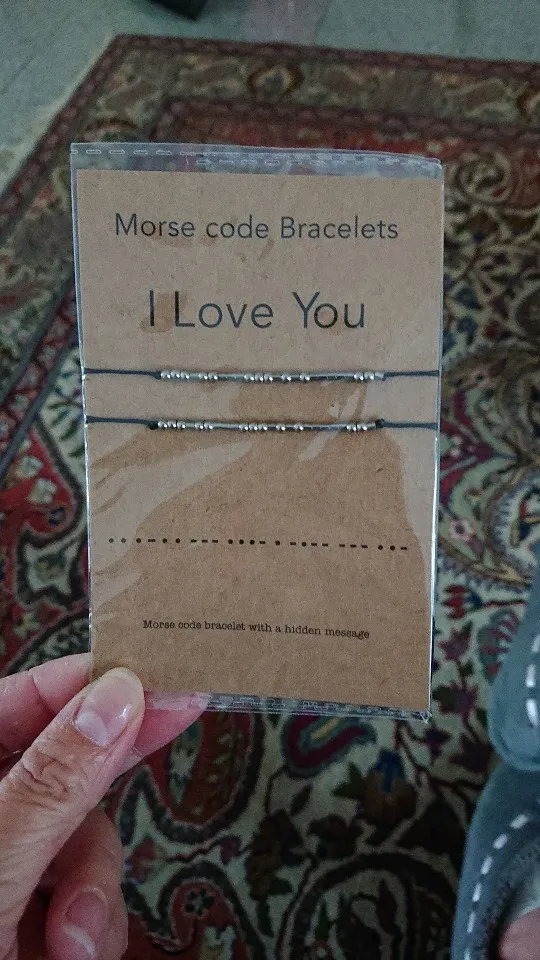 Morse code Bracelets
I Love You
•••-•• --- •••• • -•-- --- ••-
Morse code bracelet with a hidden message